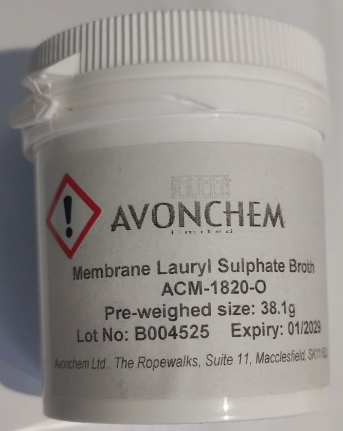 AVONCHEM
Limited
Membrane Lauryl Sulphate Broth
ACM-1820-O
Pre-weighed size: 38.1g
Lot No: B004525 Expiry: 01/2029
Avonchem Ltd., The Ropewalks, Suite 11, Macclesfield,